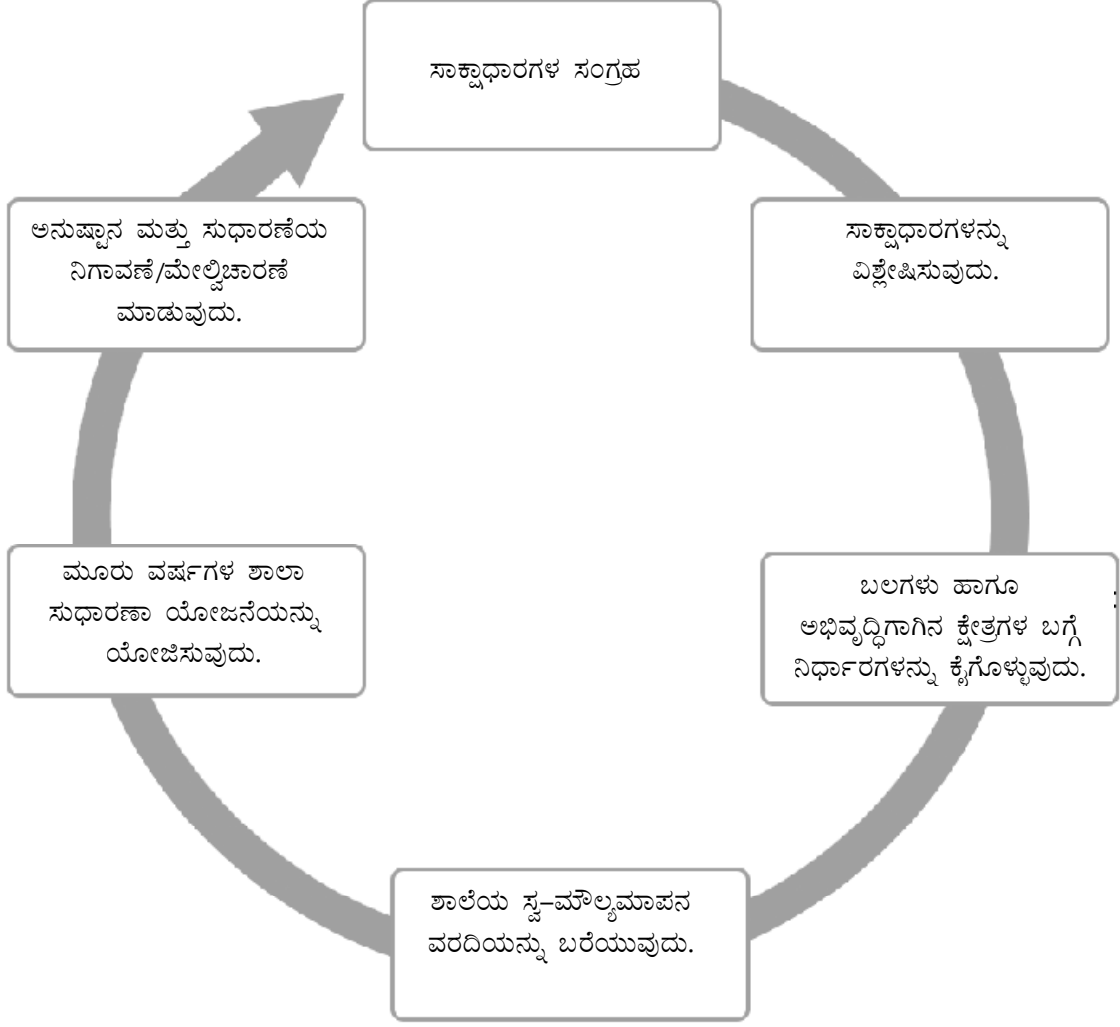 ಸಾಕ್ಷಾಧಾರಗಳ ಸಂಗ್ರಹ
ಸಾಕ್ಷಾಧಾರಗಳನ್ನು
ವಿಶ್ಲೇಷಿಸುವುದು.
ಬಲಗಳು ಹಾಗೂ
ಅಭಿವೃದ್ಧಿಗಾಗಿನ ಕ್ಷೇತ್ರಗಳ ಬಗ್ಗೆ
ನಿರ್ಧಾರಗಳನ್ನು ಕೈಗೊಳ್ಳುವುದು.
:
ಶಾಲೆಯ ಸ್ವ-ಮೌಲ್ಯಮಾಪನ
ವರದಿಯನ್ನು ಬರೆಯುವುದು.
ಮೂರು ವರ್ಷಗಳ ಶಾಲಾ
ಸುಧಾರಣಾ ಯೋಜನೆಯನ್ನು
ಯೋಜಿಸುವುದು.
ಅನುಷ್ಟಾನ ಮತ್ತು ಸುಧಾರಣೆಯ
ನಿಗಾವಣೆ/ಮೇಲ್ವಿಚಾರಣೆ
ಮಾಡುವುದು.